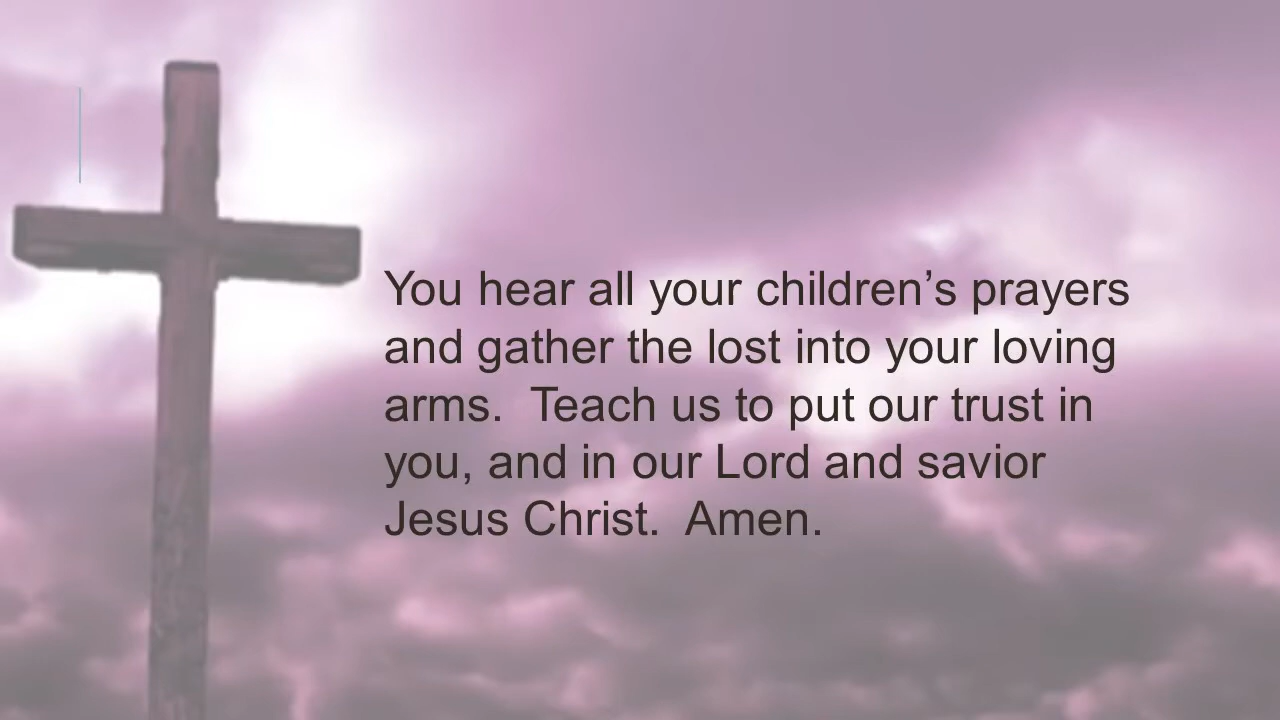 You hear all your children’s prayers
and gather the lost into your loving
arms.  Teach us to put our trust in
you, and in our Lord and savior
Jesus Christ.  Amen.